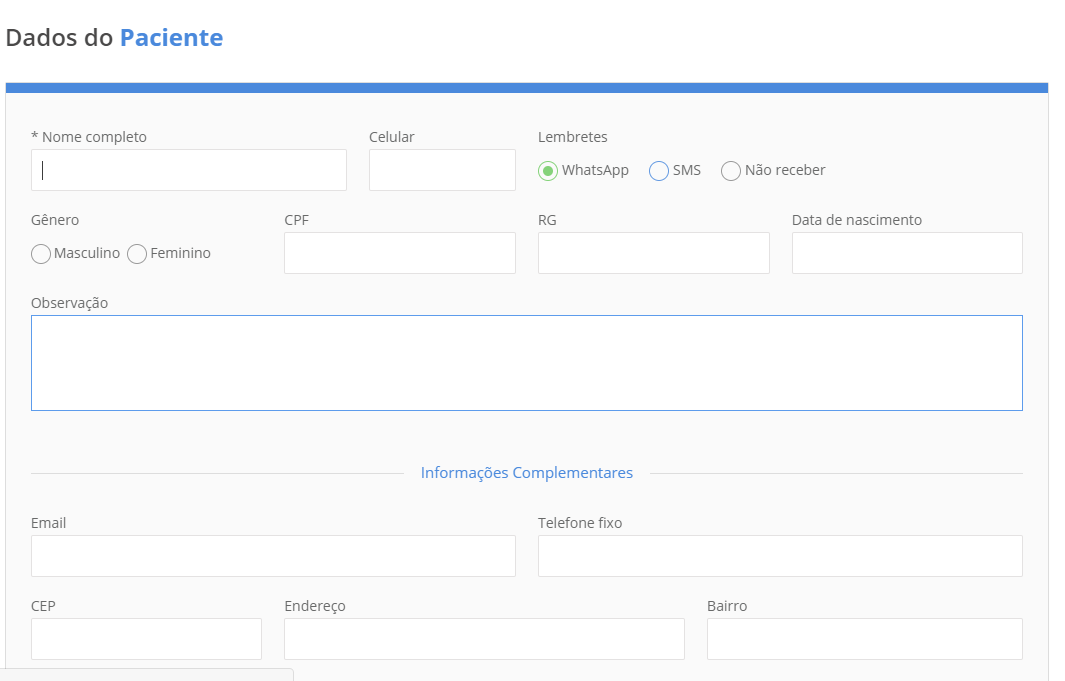 Dados do Paciente
* Nome completo Celular Lembretes
WhatsApp SMS Não receber
Gênero CPF RG Data de nascimento
Masculino Feminino
Observação
Informações Complementares
Email Telefone fixo
CEP Endereço Bairro